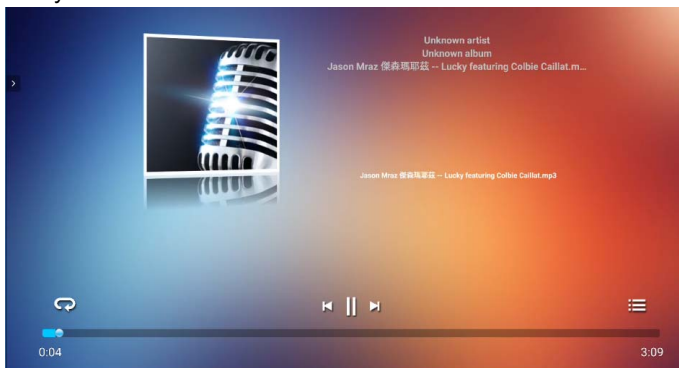 Unknown artist
Unknown album
Jason Mraz 傑森瑪耶茲 -- Lucky featuring Colbie Caillat.m...
Jason Mraz 傑森瑪耶茲 -- Lucky featuring Colbie Caillat.mp3
0:04
3:09